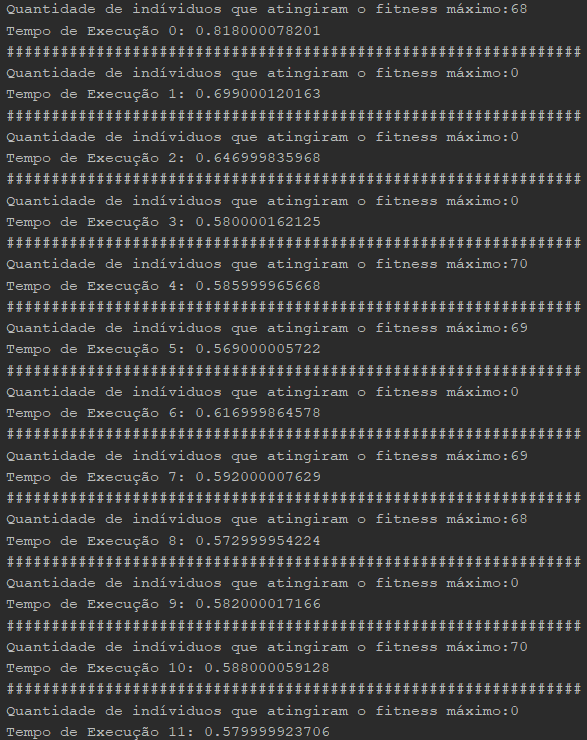 Quantidade de indíviduos que atingiram o fitness máximo:68
Tempo de Execução 0: 0.818000078201
################################################################
Quantidade de indíviduos que atingiram o fitness máximo:0
Tempo de Execução 1: 0.699000120163
################################################################
Quantidade de indíviduos que atingiram o fitness máximo:0
Tempo de Execução 2: 0.646999835968
################################################################
Quantidade de indíviduos que atingiram o fitness máximo:0
Tempo de Execução 3: 0.580000162125
################################################################
Quantidade de indíviduos que atingiram o fitness máximo:70
Tempo de Execução 4: 0.585999965668
################################################################
Quantidade de indíviduos que atingiram o fitness máximo:69
Tempo de Execução 5: 0.569000005722
################################################################
Quantidade de indíviduos que atingiram o fitness máximo:0
Tempo de Execução 6: 0.616999864578
################################################################
Quantidade de indíviduos que atingiram o fitness máximo:69
Tempo de Execução 7: 0.592000007629
################################################################
Quantidade de indíviduos que atingiram o fitness máximo:68
Tempo de Execução 8: 0.572999954224
################################################################
Quantidade de indíviduos que atingiram o fitness máximo:0
Tempo de Execução 9: 0.582000017166
################################################################
Quantidade de indíviduos que atingiram o fitness máximo:70
Tempo de Execução 10: 0.588000059128
################################################################
Quantidade de indíviduos que atingiram o fitness máximo:0
Tempo de Execução 11: 0.579999923706